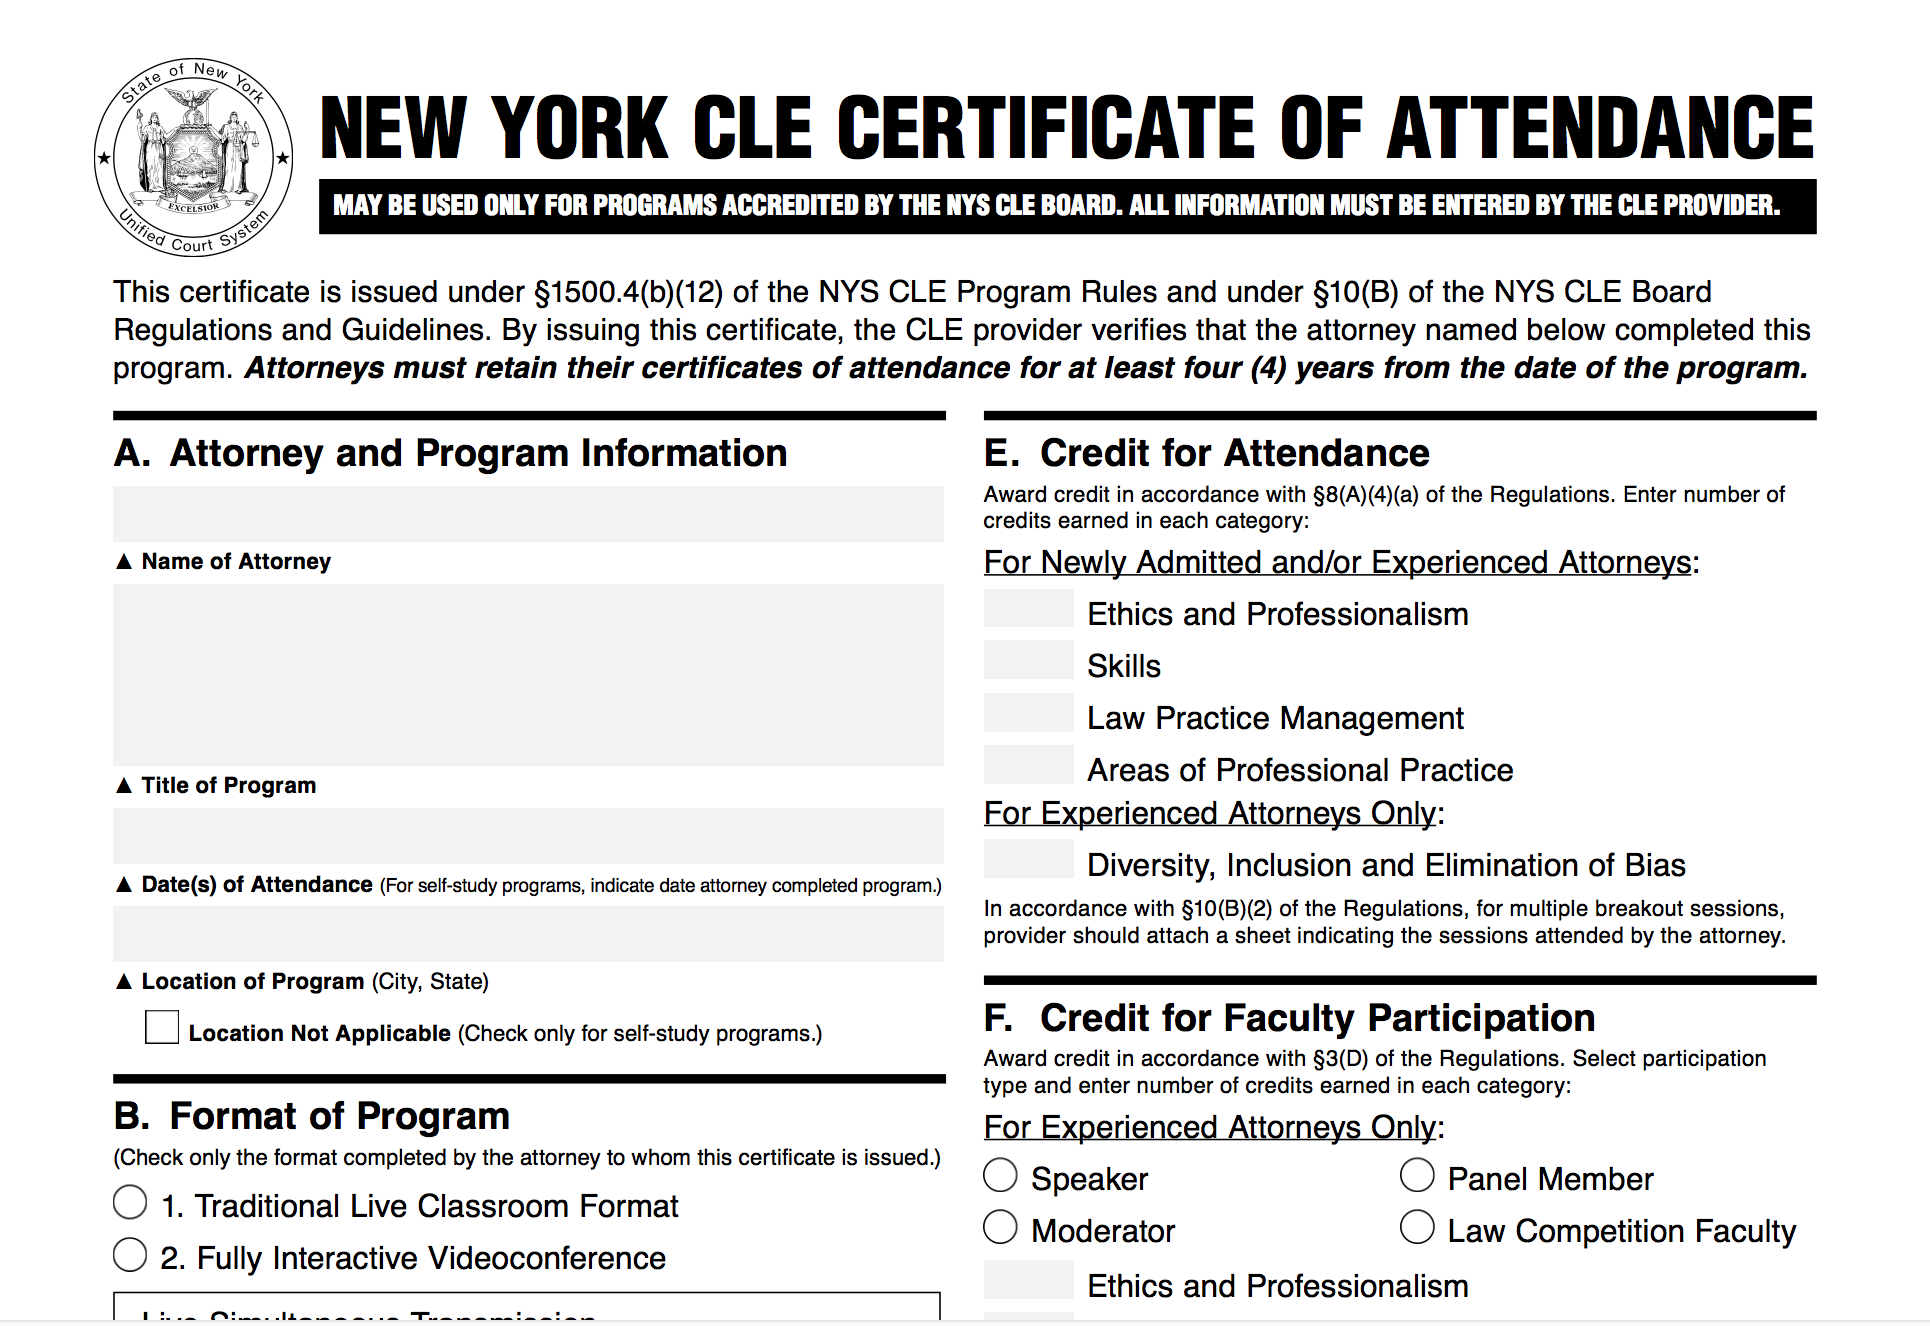 State of New York
EXCELSIOR
Unified Court System
NEW YORK CLE CERTIFICATE OF ATTENDANCE
MAY BE USED ONLY FOR PROGRAMS ACCREDITED BY THE NYS CLE BOARD. ALL INFORMATION MUST BE ENTERED BY THE CLE PROVIDER.
This certificate is issued under §1500.4(b)(12) of the NYS CLE Program Rules and under §10(B) of the NYS CLE Board
Regulations and Guidelines. By issuing this certificate, the CLE provider verifies that the attorney named below completed this
program. Attorneys must retain their certificates of attendance for at least four (4) years from the date of the program.
A. Attorney and Program Information
▲ Name of Attorney
▲ Title of Program
▲ Date(s) of Attendance (For self-study programs, indicate date attorney completed program.)
▲ Location of Program (City, State)
Location Not Applicable (Check only for self-study programs.)
B. Format of Program
(Check only the format completed by the attorney to whom this certificate is issued.)
1. Traditional Live Classroom Format
2. Fully Interactive Videoconference
Live Simultaneous Transmission
E. Credit for Attendance
Award credit in accordance with §8(A)(4)(a) of the Regulations. Enter number of
credits earned in each category:
For Newly Admitted and/or Experienced Attorneys:
Ethics and Professionalism
Skills
Law Practice Management
Areas of Professional Practice
For Experienced Attorneys Only:
Diversity, Inclusion and Elimination of Bias
In accordance with §10(B)(2) of the Regulations, for multiple breakout sessions,
provider should attach a sheet indicating the sessions attended by the attorney.
F. Credit for Faculty Participation
Award credit in accordance with §3(D) of the Regulations. Select participation
type and enter number of credits earned in each category:
For Experienced Attorneys Only:
Speaker
Panel Member
Moderator
Law Competition Faculty
Ethics and Professionalism